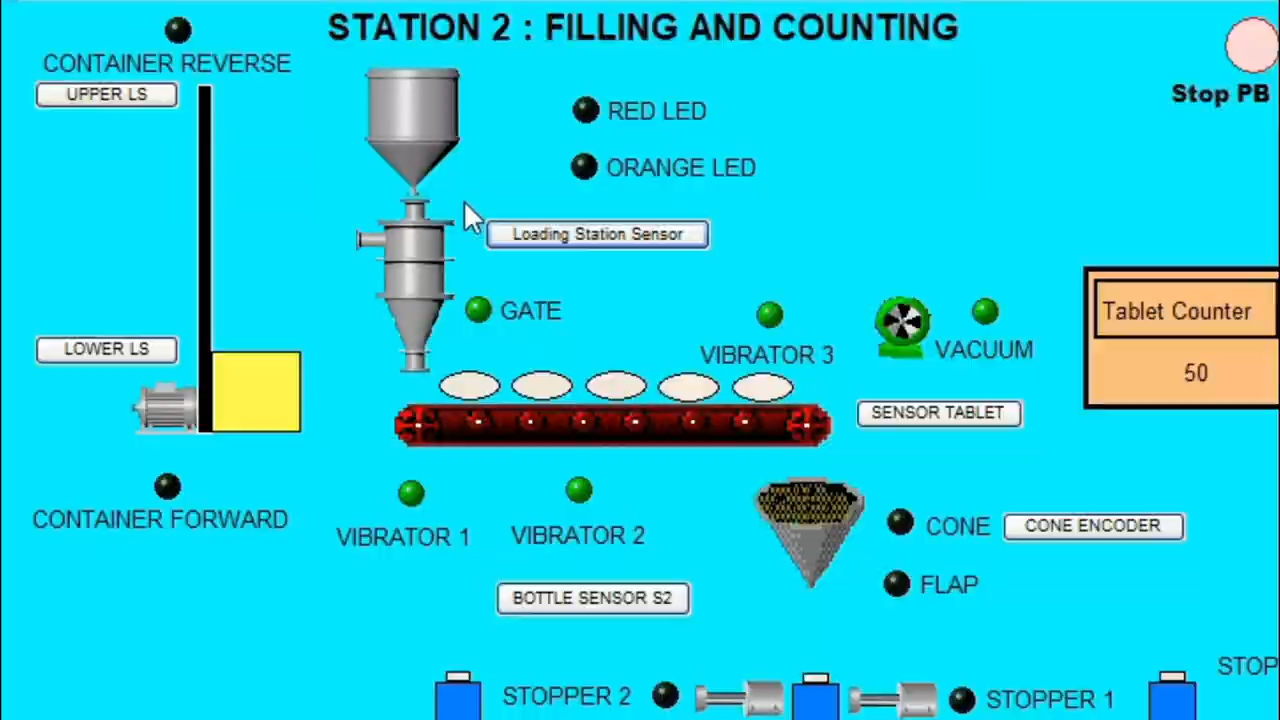 STATION 2 : FILLING AND COUNTING
CONTAINER REVERSE
UPPER LS
Stop PB
RED LED
ORANGE LED
Loading Station Sensor
GATE
Tablet Counter
LOWER LS
VIBRATOR 3
VACUUM
50
SENSOR TABLET
CONTAINER FORWARD
VIBRATOR 1
VIBRATOR 2
CONE
CONE ENCODER
FLAP
BOTTLE SENSOR S2
STOP
STOPPER 2
STOPPER 1